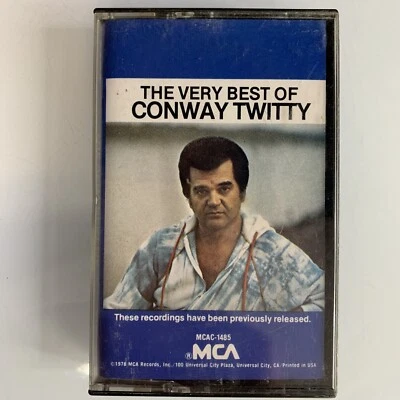 THE VERY BEST OF
CONWAY TWITTY
These recordings have been previously released.
MCAC-1485
®MCA
©1978 MCA Records, Inc., 100 Universal City Plaza, Universal City, CA/Printed in USA